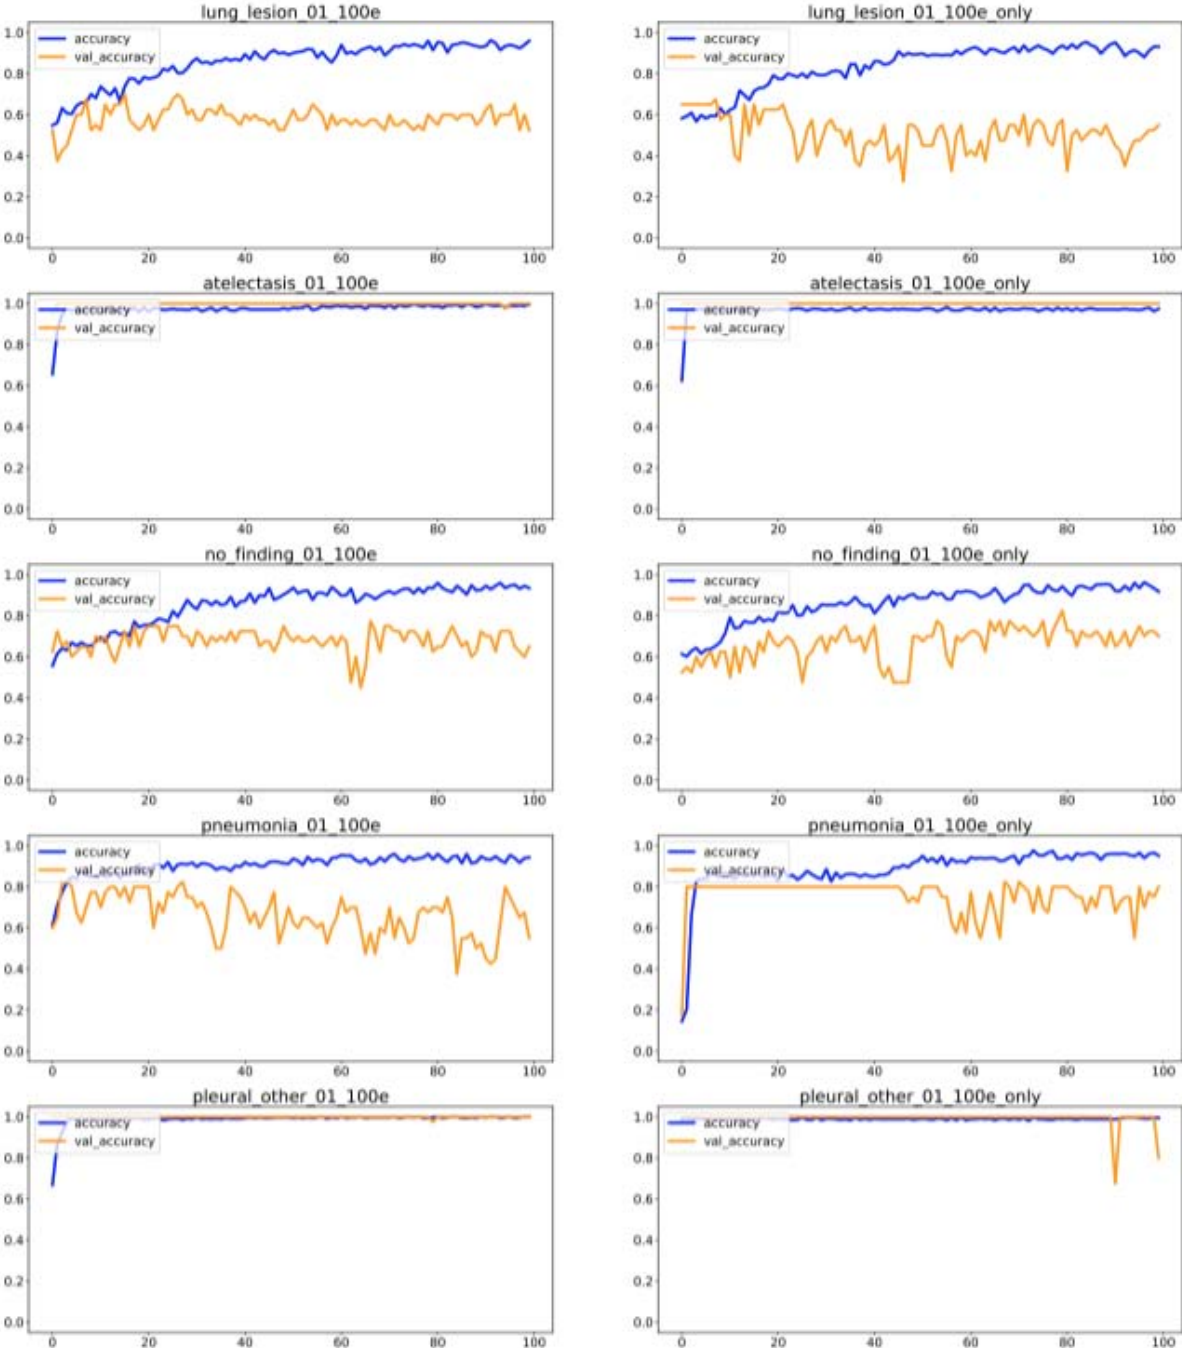 lung_lesion_01_100e
1.0
0.8
0.6
0.4
0.2
0.0
accuracy
val_accuracy
0 20 40 60 80 100
lung_lesion_01_100e_only
1.0
0.8
0.6
0.4
0.2
0.0
accuracy
val_accuracy
0 20 40 60 80 100
atelectasis_01_100e
1.0
0.8
0.6
0.4
0.2
0.0
accuracy
val_accuracy
0 20 40 60 80 100
atelectasis_01_100e_only
1.0
0.8
0.6
0.4
0.2
0.0
accuracy
val_accuracy
0 20 40 60 80 100
no_finding_01_100e
1.0
0.8
0.6
0.4
0.2
0.0
accuracy
val_accuracy
0 20 40 60 80 100
no_finding_01_100e_only
1.0
0.8
0.6
0.4
0.2
0.0
accuracy
val_accuracy
0 20 40 60 80 100
pneumonia_01_100e
1.0
0.8
0.6
0.4
0.2
0.0
accuracy
val_accuracy
0 20 40 60 80 100
pneumonia_01_100e_only
1.0
0.8
0.6
0.4
0.2
0.0
accuracy
val_accuracy
0 20 40 60 80 100
pleural_other_01_100e
1.0
0.8
0.6
0.4
0.2
0.0
accuracy
val_accuracy
0 20 40 60 80 100
pleural_other_01_100e_only
1.0
0.8
0.6
0.4
0.2
0.0
accuracy
val_accuracy
0 20 40 60 80 100